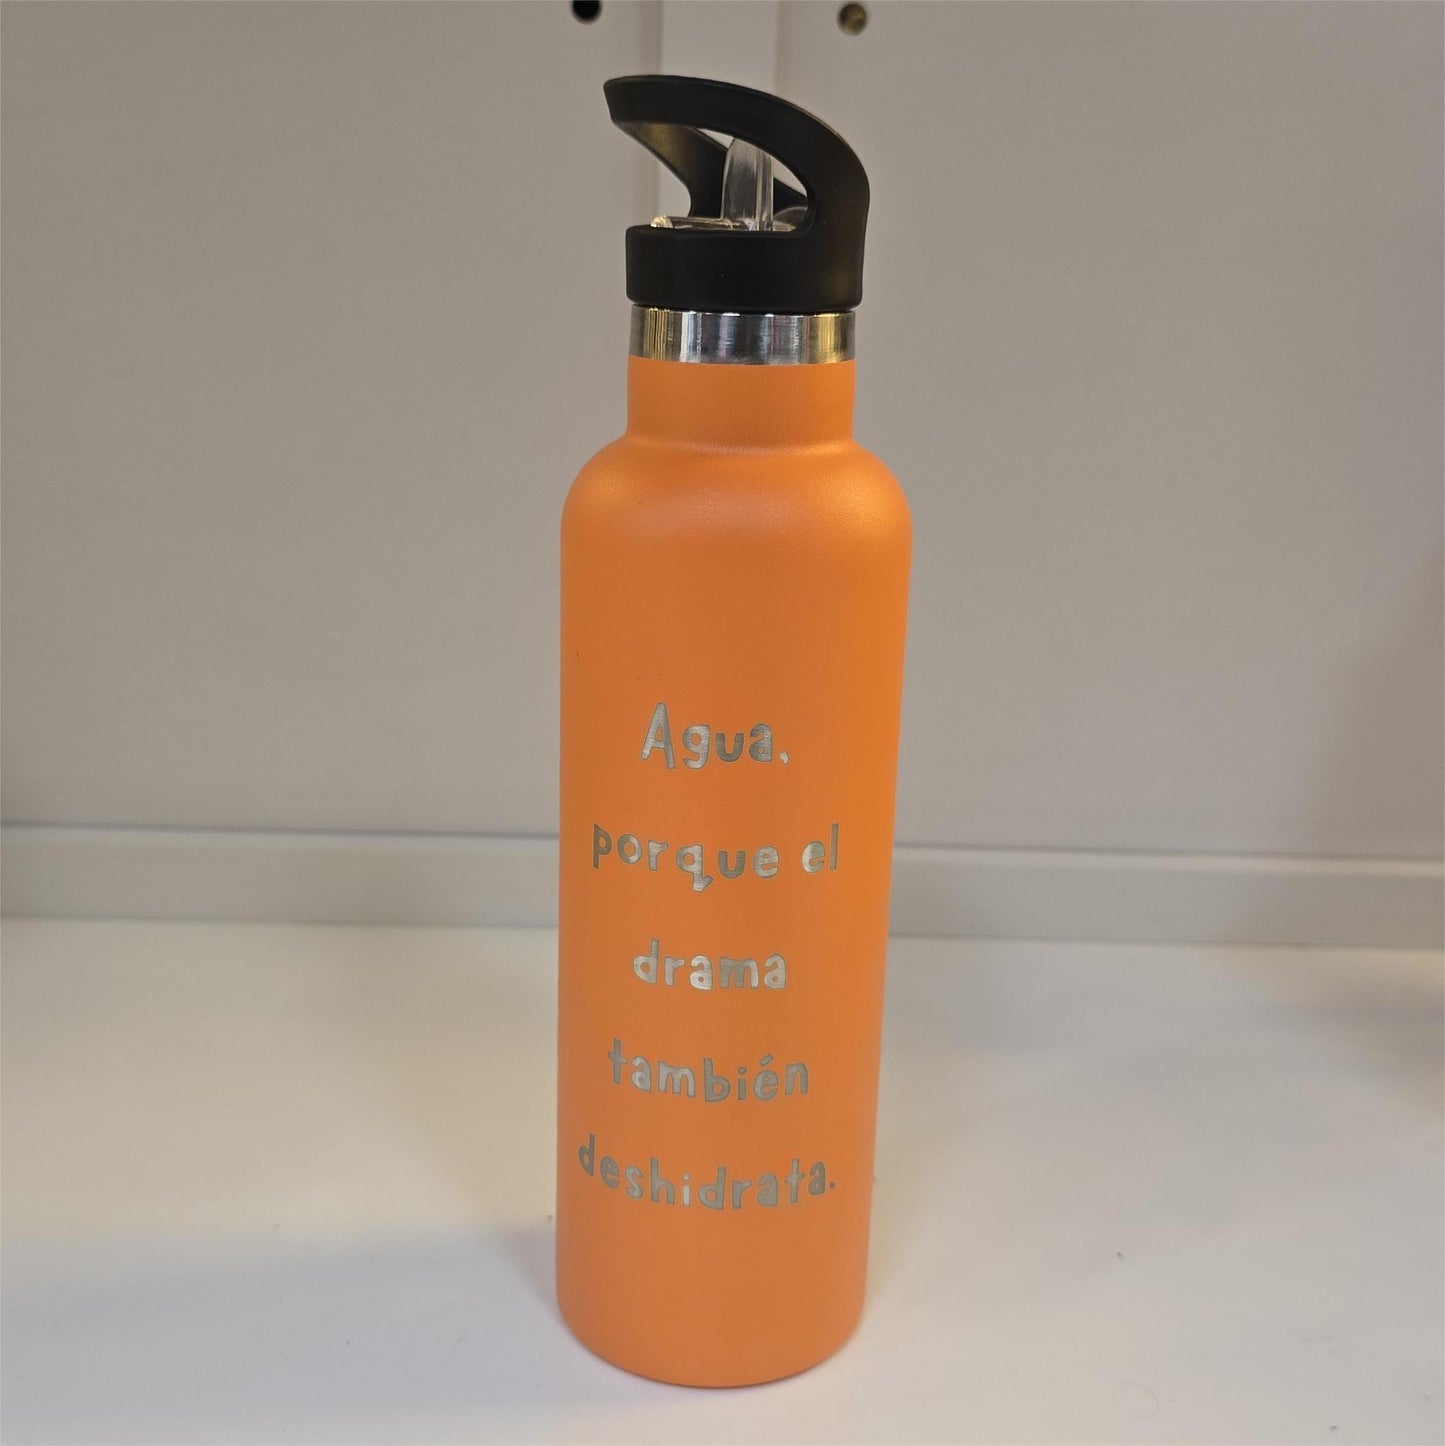 Agua,
porque el
drama
también
deshidrata.